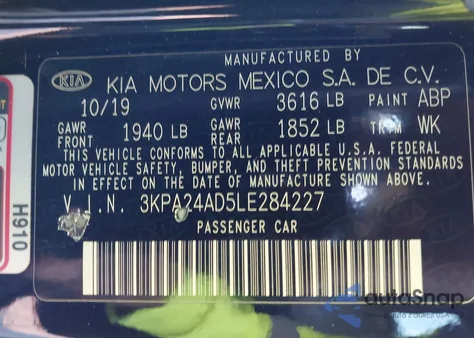 MANUFACTURED BY
KIA KIA MOTORS MEXICO S.A. DE C.V.
10/19 GVWR 3616 LB PAINT ABP
GAWR FRONT 1940 LB GAWR REAR 1852 LB TRIM WK
THIS VEHICLE CONFORMS TO ALL APPLICABLE U.S.A. FEDERAL
MOTOR VEHICLE SAFETY, BUMPER, AND THEFT PREVENTION STANDARDS
IN EFFECT ON THE DATE OF MANUFACTURE SHOWN ABOVE.
V.I.N. 3KPA24AD5LE284227
PASSENGER CAR
H910
autoSnap